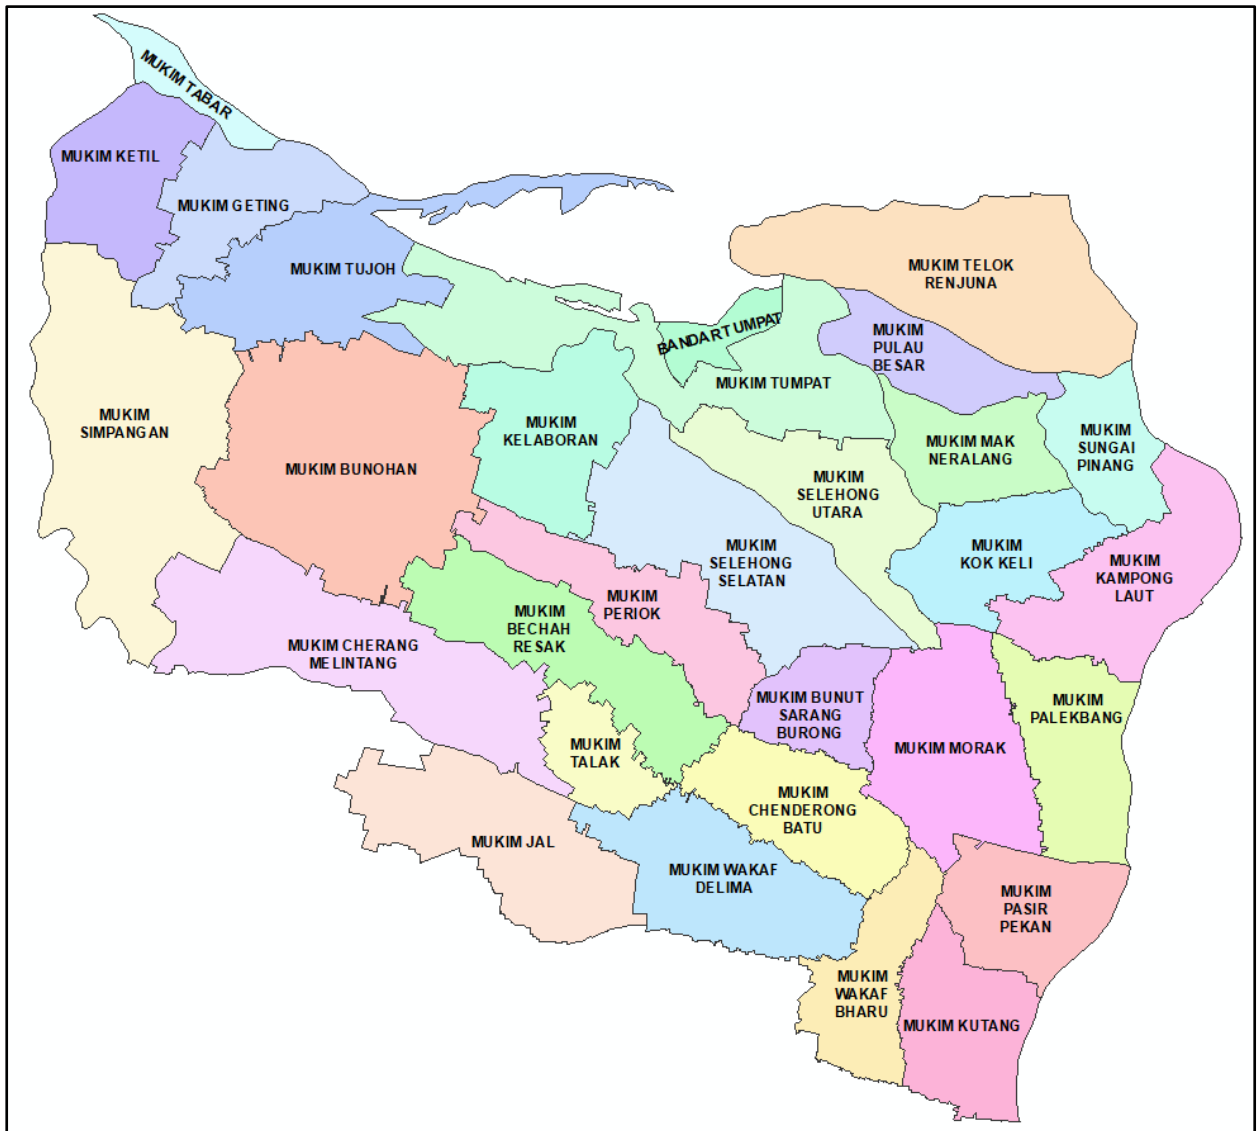 MUKIM TABAR
MUKIM KETIL
MUKIM GETING
MUKIM TUJOH
MUKIM TELOK
RENJUNA
BANDAR TUMPAT
MUKIM
PULAU
BESAR
MUKIM TUMPAT
MUKIM
SIMPANGAN
MUKIM
KELABORAN
MUKIM MAK
NERALANG
MUKIM
SUNGAI
PINANG
MUKIM BUNOHAN
MUKIM
SELEHONG
UTARA
MUKIM
SELEHONG
SELATAN
MUKIM
KOK KELI
MUKIM
KAMPONG
LAUT
MUKIM
PERIOK
MUKIM
BECHAH
RESAK
MUKIM CHERANG
MELINTANG
MUKIM BUNUT
SARANG
BURONG
MUKIM
PALEKBANG
MUKIM
TALAK
MUKIM MORAK
MUKIM
CHENDERONG
BATU
MUKIM JAL
MUKIM WAKAF
DELIMA
MUKIM
PASIR
PEKAN
MUKIM
WAKAF
BHARU
MUKIM KUTANG